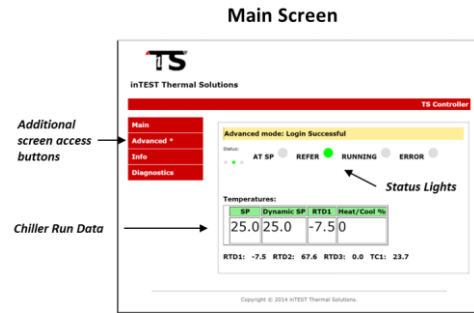 Main Screen
iTS
inTEST Thermal Solutions
TS Controller
Additional
screen access
buttons
Main
Advanced *
Info
Diagnostics
Advanced mode: Login Successful
Status:
AT SP REFER RUNNING ERROR
Status Lights
Chiller Run Data
Temperatures:
SP Dynamic SP RTD1 Heat/Cool %
25.0 25.0 -7.5 0
RTD1: -7.5 RTD2: 67.6 RTD3: 0.0 TC1: 23.7
Copyright © 2014 inTEST Thermal Solutions.